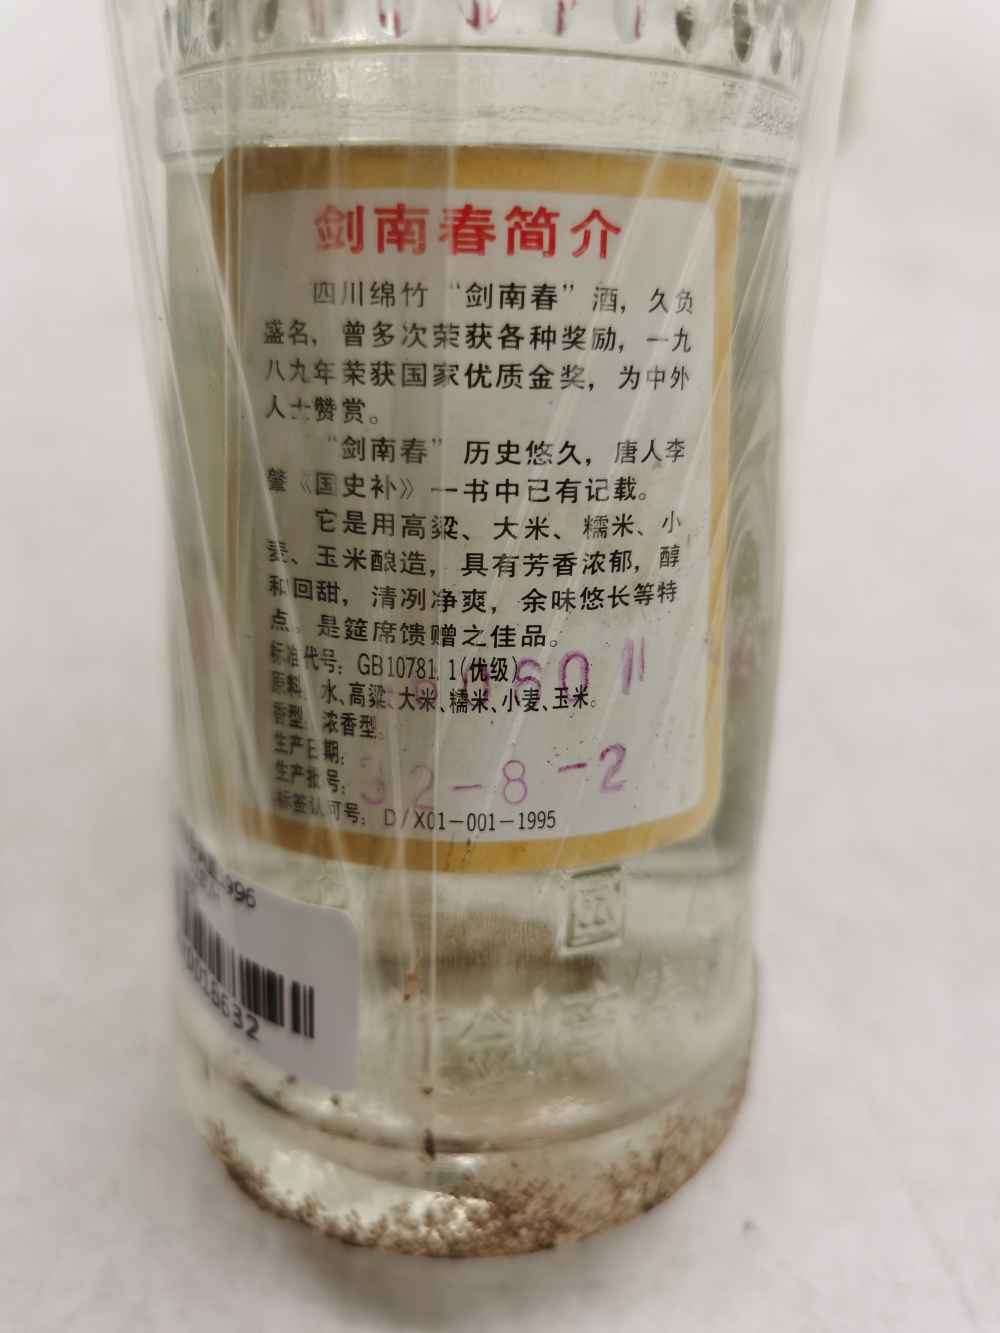 剑南春简介
四川绵竹“剑南春”酒，久负
盛名，曾多次荣获各种奖励，一九
八九年荣获国家优质金奖，为中外
人士赞赏。
“剑南春”历史悠久，唐人李
肇《国史补》一书中已有记载。
它是用高粱、大米、糯米、小
麦、玉米酿造，具有芳香浓郁，醇
和回甜，清冽净爽，余味悠长等特
点。是筵席馈赠之佳品。
标准代号：GB10781.1(优级)
原料：水、高粱、大米、糯米、小麦、玉米。
香型：浓香型。
生产日期：
生产批号：32-8-2
标签认可号：D/X01-001-1995
996